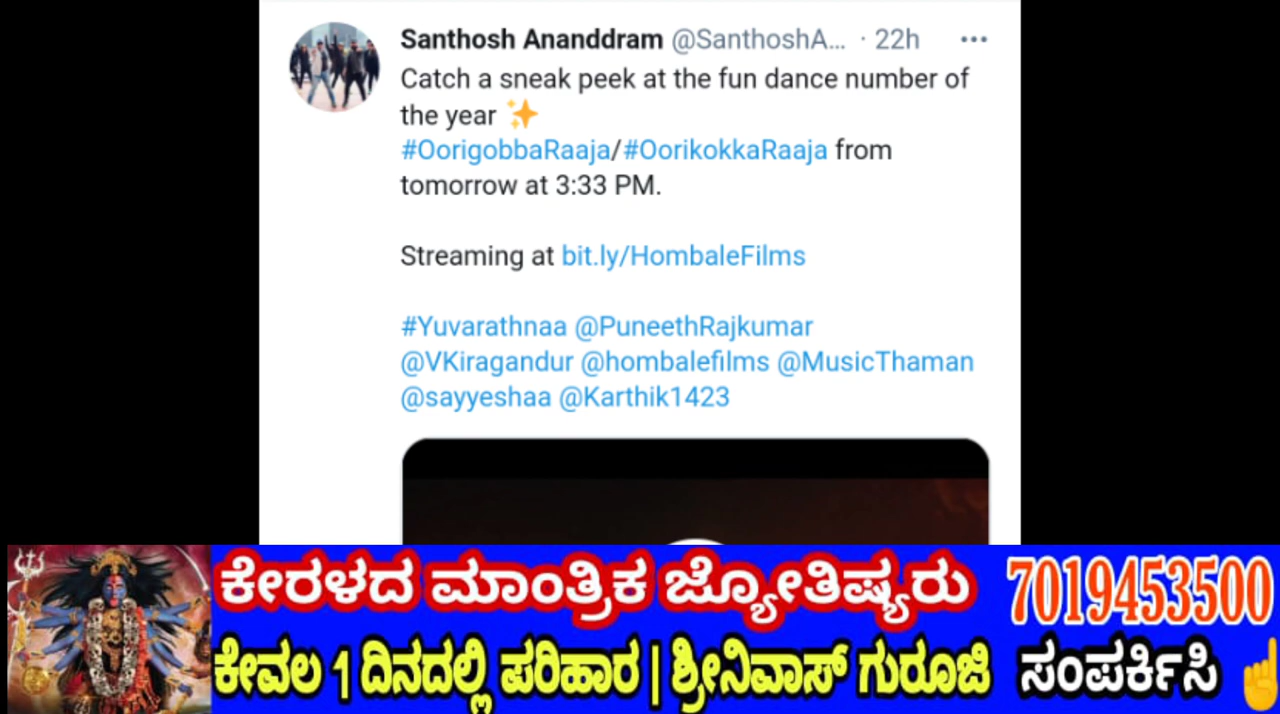 Santhosh Ananddram @SanthoshA... · 22h ...
Catch a sneak peek at the fun dance number of
the year ✨
#OorigobbaRaaja/#OorikokkaRaaja from
tomorrow at 3:33 PM.
Streaming at bit.ly/HombaleFilms
#Yuvarathnaa @PuneethRajkumar
@VKiragandur @hombalefilms @MusicThaman
@sayyeshaa @Karthik1423
ಕೇರಳದ ಮಾಂತ್ರಿಕ ಜ್ಯೋತಿಷ್ಯರು 7019453500
ಕೇವಲ 1 ದಿನದಲ್ಲಿ ಪರಿಹಾರ | ಶ್ರೀನಿವಾಸ್ ಗುರೂಜಿ ಸಂಪರ್ಕಿಸಿ ☝